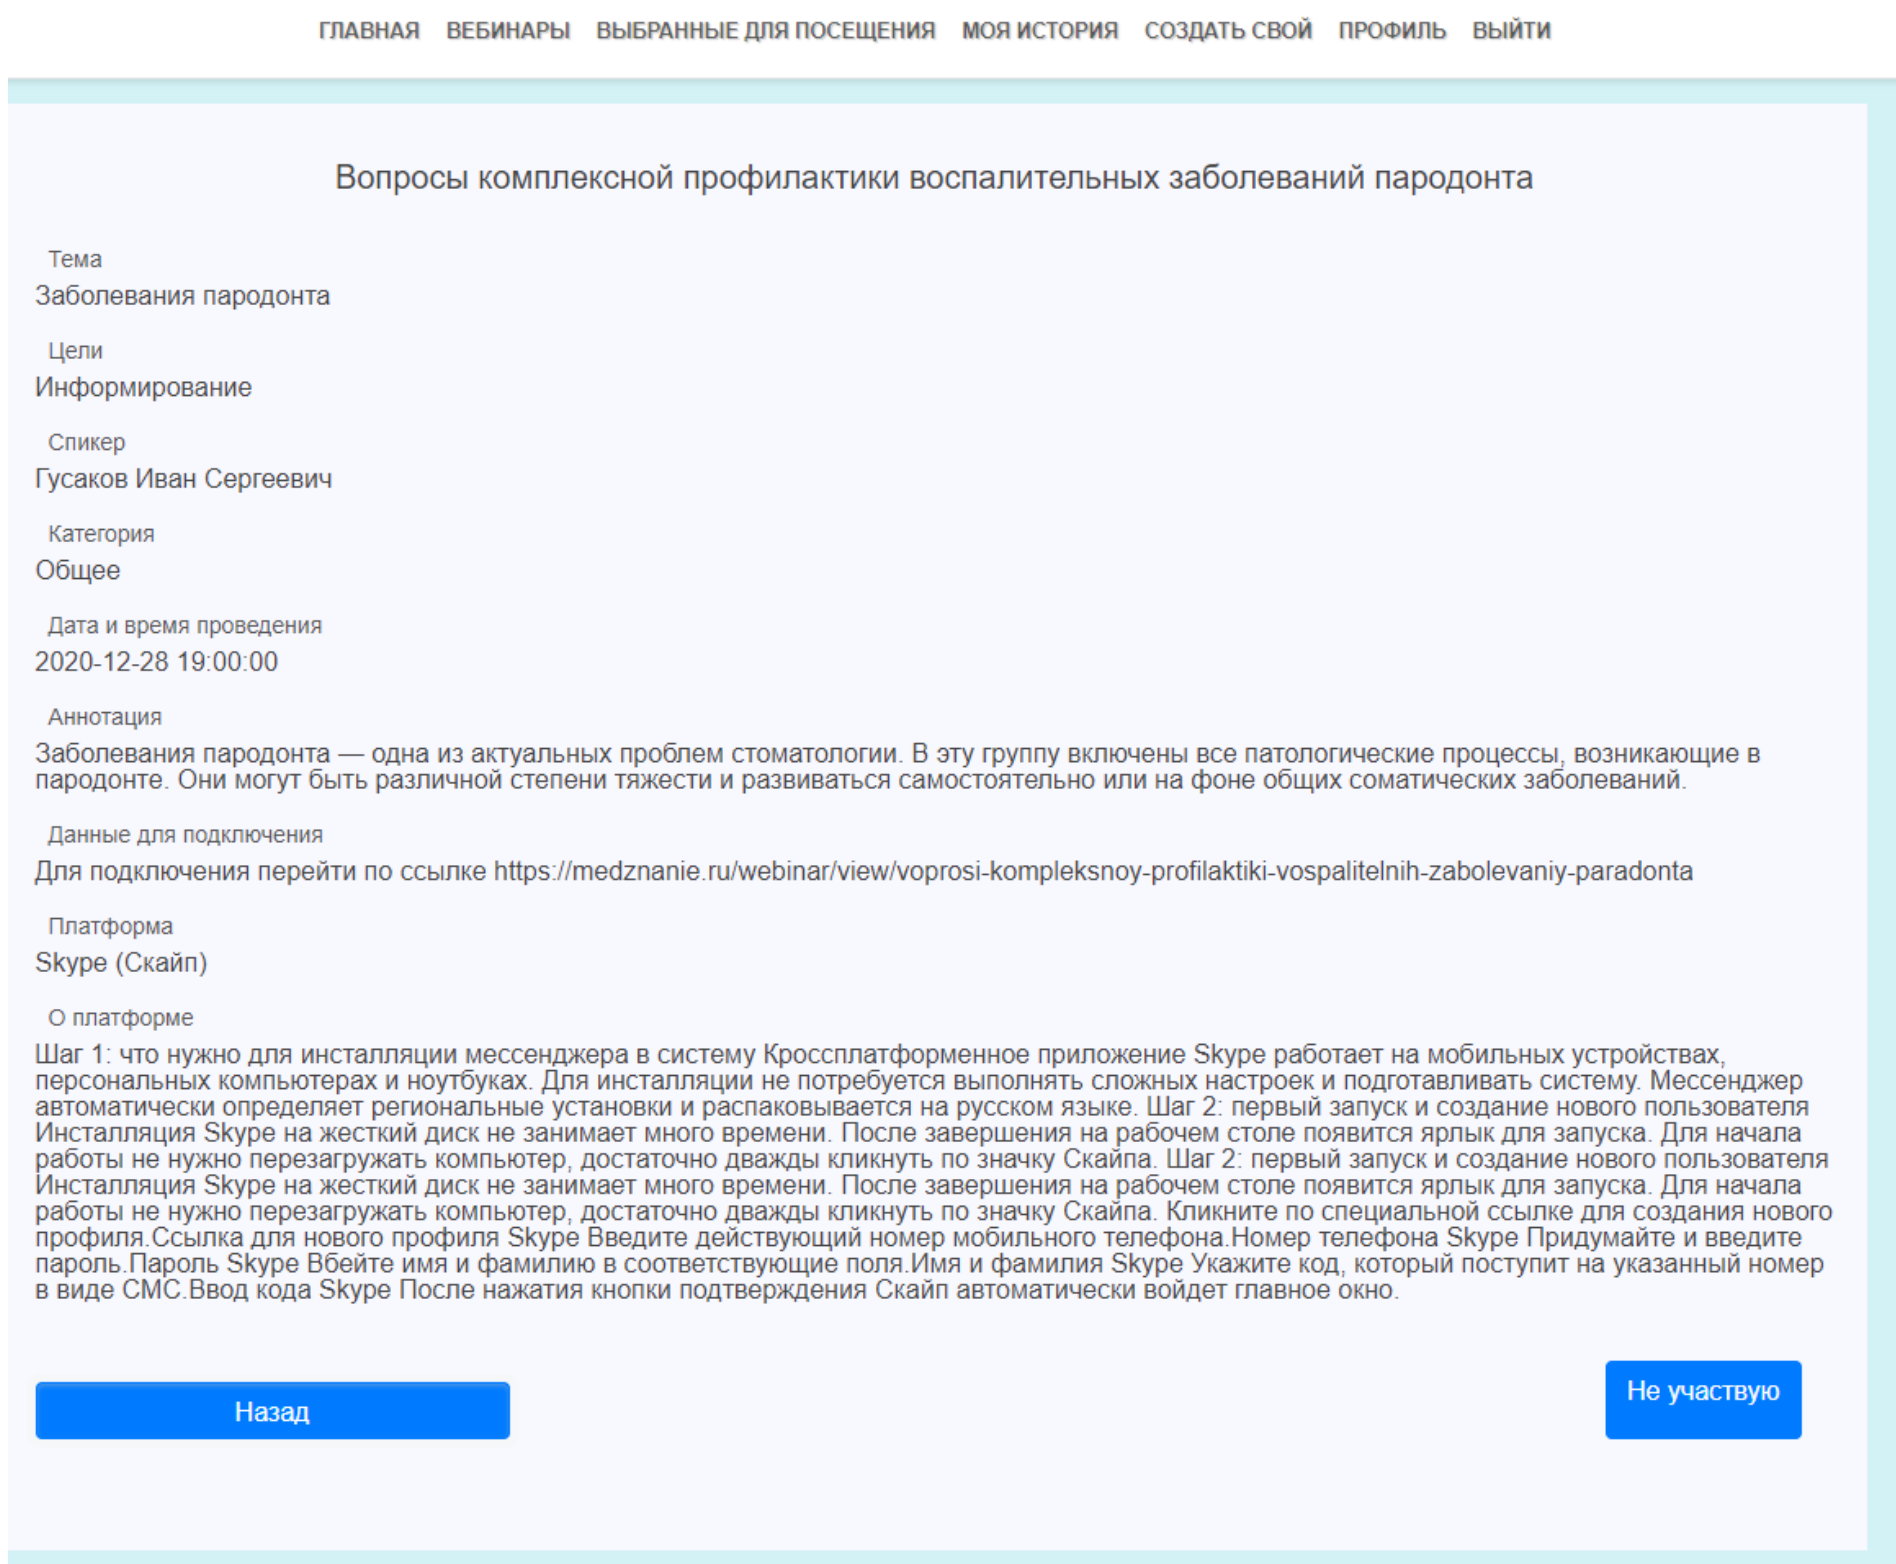 ГЛАВНАЯ ВЕБИНАРЫ ВЫБРАННЫЕ ДЛЯ ПОСЕЩЕНИЯ МОЯ ИСТОРИЯ СОЗДАТЬ СВОЙ ПРОФИЛЬ ВЫЙТИ
Вопросы комплексной профилактики воспалительных заболеваний пародонта
Тема
Заболевания пародонта
Цели
Информирование
Спикер
Гусаков Иван Сергеевич
Категория
Общее
Дата и время проведения
2020-12-28 19:00:00
Аннотация
Заболевания пародонта — одна из актуальных проблем стоматологии. В эту группу включены все патологические процессы, возникающие в
пародонте. Они могут быть различной степени тяжести и развиваться самостоятельно или на фоне общих соматических заболеваний.
Данные для подключения
Для подключения перейти по ссылке https://medznanie.ru/webinar/view/voprosi-kompleksnoy-profilaktiki-vospalitelnih-zabolevaniy-paradonta
Платформа
Skype (Скайп)
О платформе
Шаг 1: что нужно для инсталляции мессенджера в систему Кроссплатформенное приложение Skype работает на мобильных устройствах,
персональных компьютерах и ноутбуках. Для инсталляции не потребуется выполнять сложных настроек и подготавливать систему. Мессенджер
автоматически определяет региональные установки и распаковывается на русском языке. Шаг 2: первый запуск и создание нового пользователя
Инсталляция Skype на жесткий диск не занимает много времени. После завершения на рабочем столе появится ярлык для запуска. Для начала
работы не нужно перезагружать компьютер, достаточно дважды кликнуть по значку Скайпа. Шаг 2: первый запуск и создание нового пользователя
Инсталляция Skype на жесткий диск не занимает много времени. После завершения на рабочем столе появится ярлык для запуска. Для начала
работы не нужно перезагружать компьютер, достаточно дважды кликнуть по значку Скайпа. Кликните по специальной ссылке для создания нового
профиля.Ссылка для нового профиля Skype Введите действующий номер мобильного телефона.Номер телефона Skype Придумайте и введите
пароль.Пароль Skype Вбейте имя и фамилию в соответствующие поля.Имя и фамилия Skype Укажите код, который поступит на указанный номер
в виде СМС.Ввод кода Skype После нажатия кнопки подтверждения Скайп автоматически войдет главное окно.
Назад
Не участвую